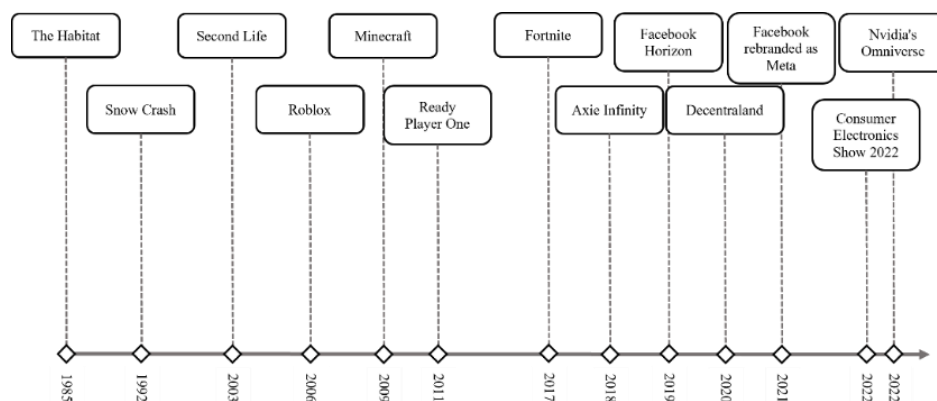 The Habitat
Second Life
Minecraft
Fortnite
Facebook
Horizon
Facebook
rebranded as
Meta
Nvidia's
Omniverse
Snow Crash
Roblox
Ready
Player One
Axie Infinity
Decentraland
Consumer
Electronics
Show 2022
1985
1992
2003
2006
2009
2011
2017
2018
2019
2020
2021
2022
2022